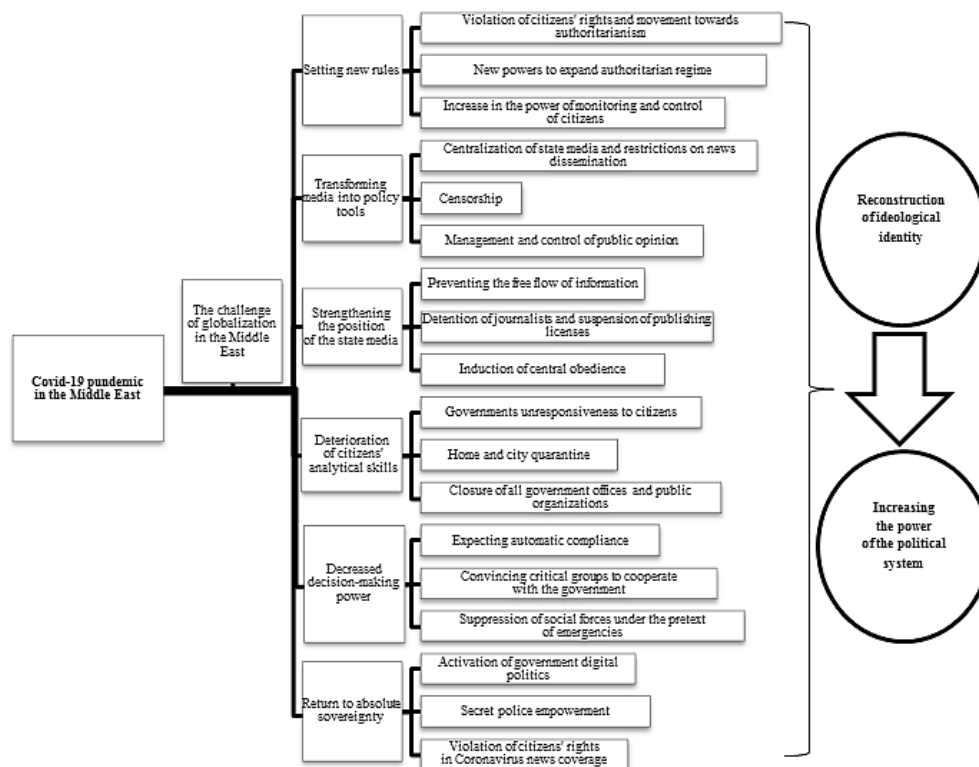 Covid-19 pundemic
in the Middle East
The challenge
of globalization
in the Middle
East
Setting new rules
Violation of citizens' rights and movement towards
authoritarianism
New powers to expand authoritarian regime
Increase in the power of monitoring and control
of citizens
Transforming
media into policy
tools
Centralization of state media and restrictions on news
dissemination
Censorship
Management and control of public opinion
Strengthening
the position
of the state media
Preventing the free flow of information
Detention of journalists and suspension of publishing
licenses
Induction of central obedience
Deterioration
of citizens'
analytical skills
Governments unresponsiveness to citizens
Home and city quarantine
Closure of all government offices and public
organizations
Decreased
decision-making
power
Expecting automatic compliance
Convincing critical groups to cooperate
with the government
Suppression of social forces under the pretext
of emergencies
Return to absolute
sovereignty
Activation of government digital
politics
Secret police empowerment
Violation of citizens' rights
in Coronavirus news coverage
Reconstruction
of ideological
identity
Increasing
the power
of the political
system